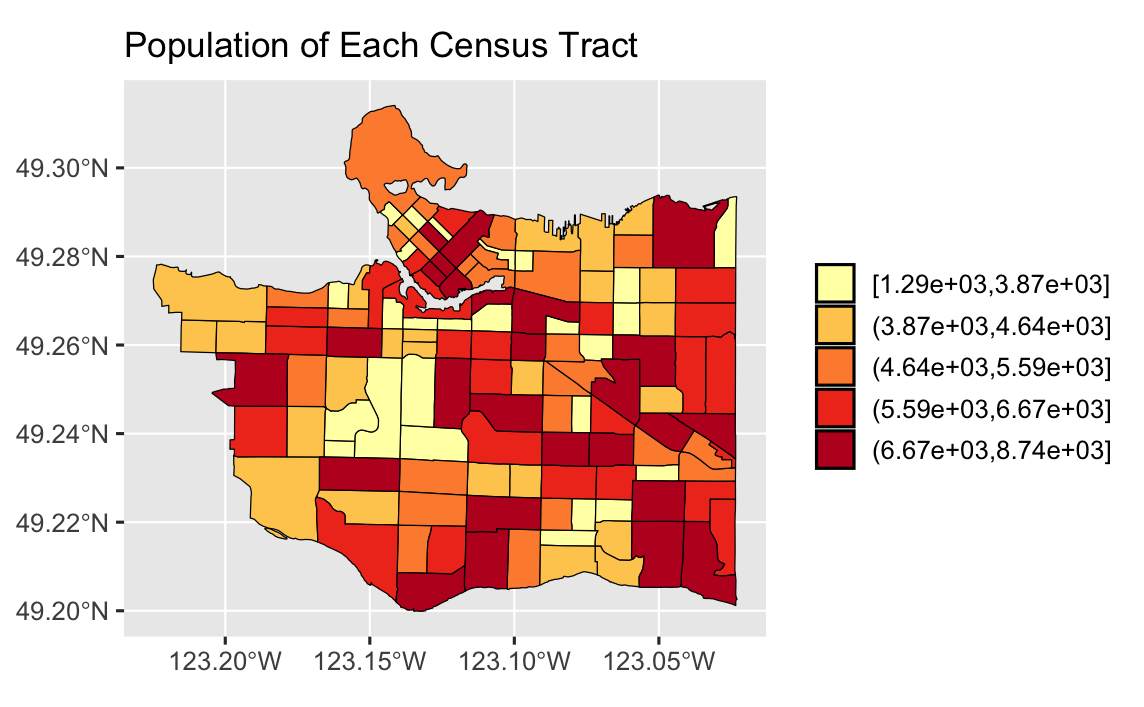 Population of Each Census Tract
49.30°N
49.28°N
49.26°N
49.24°N
49.22°N
49.20°N
123.20°W 123.15°W 123.10°W 123.05°W
[1.29e+03,3.87e+03]
(3.87e+03,4.64e+03]
(4.64e+03,5.59e+03]
(5.59e+03,6.67e+03]
(6.67e+03,8.74e+03]